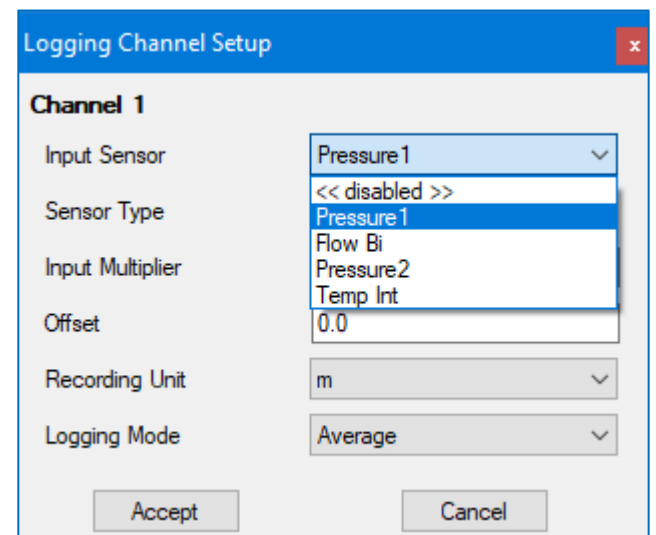 Logging Channel Setup
x
Channel 1
Input Sensor
Pressure1
<< disabled >>
Sensor Type
Pressure1
Flow Bi
Input Multiplier
Pressure2
Temp Int
Offset
0.0
Recording Unit
m
Logging Mode
Average
Accept
Cancel